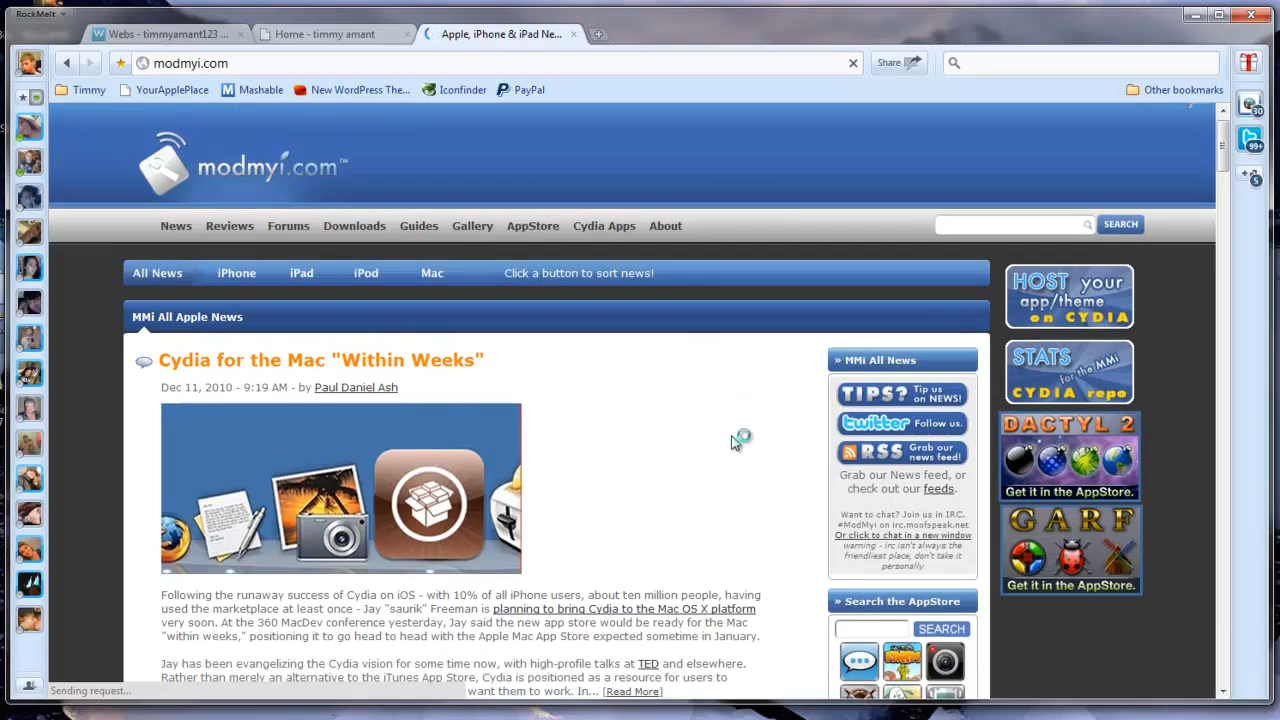 RockMelt
Webs - timmyamant123 ...
Home - timmy amant
Apple, iPhone & iPad Ne...
modmyi.com
Share
Timmy
YourApplePlace
Mashable
New WordPress The...
Iconfinder
PayPal
Other bookmarks
30
99+
5
modmyi.com™
News Reviews Forums Downloads Guides Gallery AppStore Cydia Apps About
SEARCH
All News iPhone iPad iPod Mac Click a button to sort news!
HOST your
app/theme
on CYDIA
MMi All Apple News
STATS
for the MMi
CYDIA repo
Cydia for the Mac "Within Weeks"
Dec 11, 2010 - 9:19 AM - by Paul Daniel Ash
» MMi All News
TIPS? Tip us
on NEWS!
twitter Follow us.
RSS Grab our
news feed!
Grab our News feed, or
check out our feeds.
Want to chat? Join us in IRC.
#ModMyi on irc.moofspeak.net
Or click to chat in a new window
warning - irc isn't always the
friendliest place, don't take it
personally
DACTYL 2
Get it in the AppStore.
GARF
Get it in the AppStore.
Following the runaway success of Cydia on iOS - with 10% of all iPhone users, about ten million people, having
used the marketplace at least once - Jay "saurik" Freeman is planning to bring Cydia to the Mac OS X platform
very soon. At the 360 MacDev conference yesterday, Jay said the new app store would be ready for the Mac
"within weeks," positioning it to go head to head with the Apple Mac App Store expected sometime in January.
» Search the AppStore
SEARCH
Jay has been evangelizing the Cydia vision for some time now, with high-profile talks at TED and elsewhere.
Rather than merely an alternative to the iTunes App Store, Cydia is positioned as a resource for users to
want them to work. In... [Read More]
Sending request...